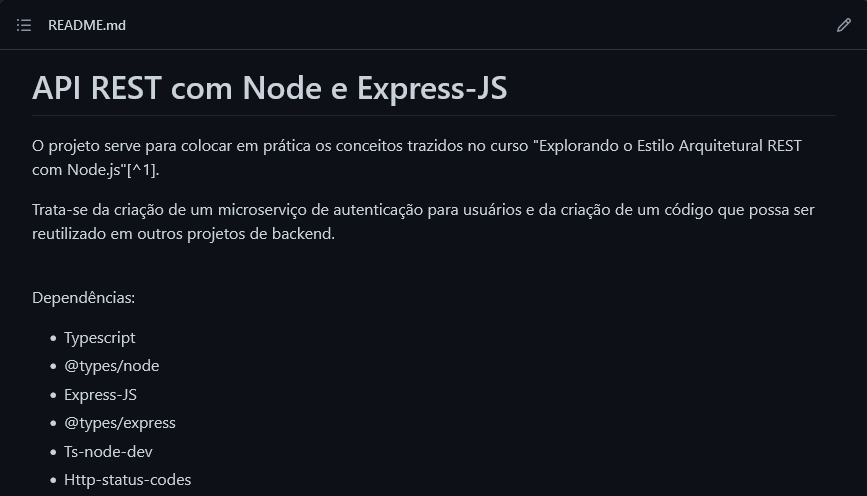 README.md
API REST com Node e Express-JS
O projeto serve para colocar em prática os conceitos trazidos no curso "Explorando o Estilo Arquitetural REST
com Node.js"[^1].
Trata-se da criação de um microserviço de autenticação para usuários e da criação de um código que possa ser
reutilizado em outros projetos de backend.
Dependências:
• Typescript
• @types/node
• Express-JS
• @types/express
• Ts-node-dev
• Http-status-codes